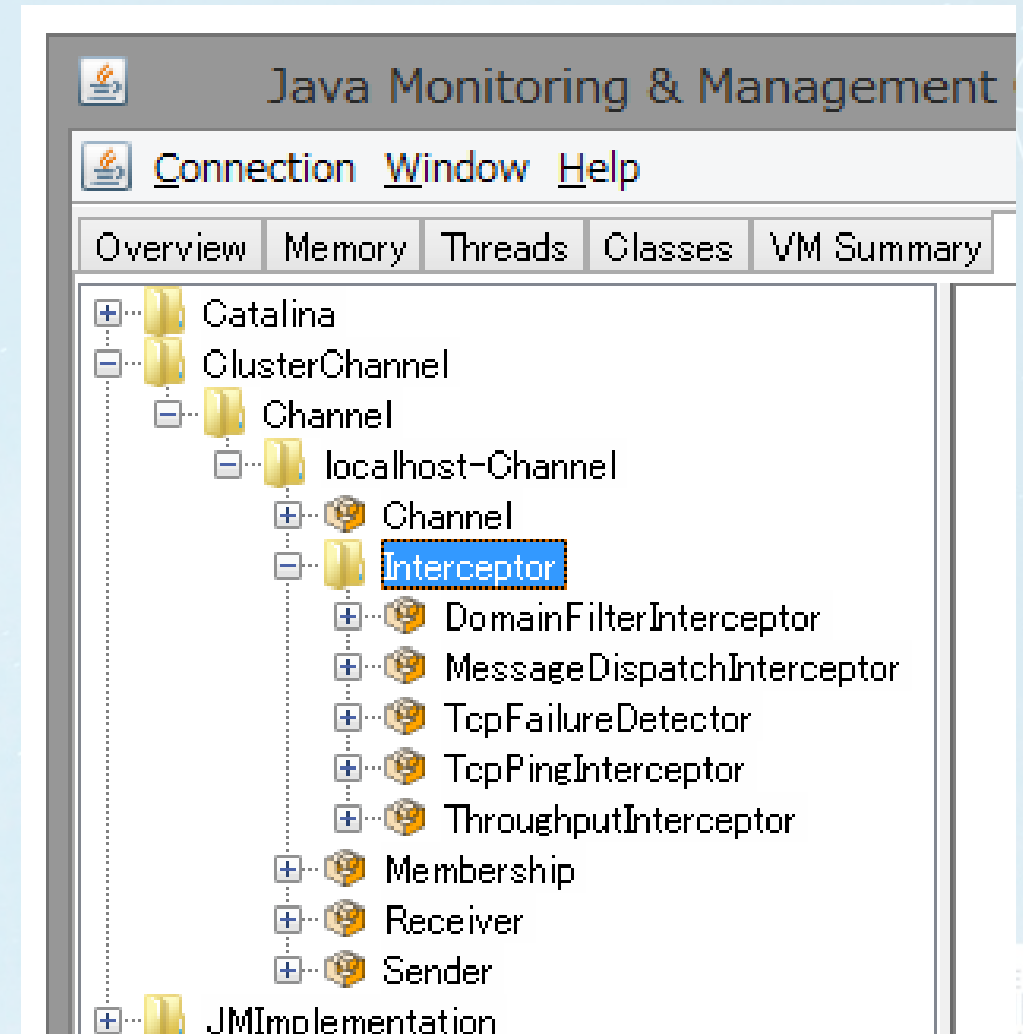 Java Monitoring & Management
Connection Window Help
Overview Memory Threads Classes VM Summary
Catalina
ClusterChannel
Channel
localhost-Channel
Channel
Interceptor
DomainFilterInterceptor
MessageDispatchInterceptor
TcpFailureDetector
TcpPingInterceptor
ThroughputInterceptor
Membership
Receiver
Sender
JMImplementation